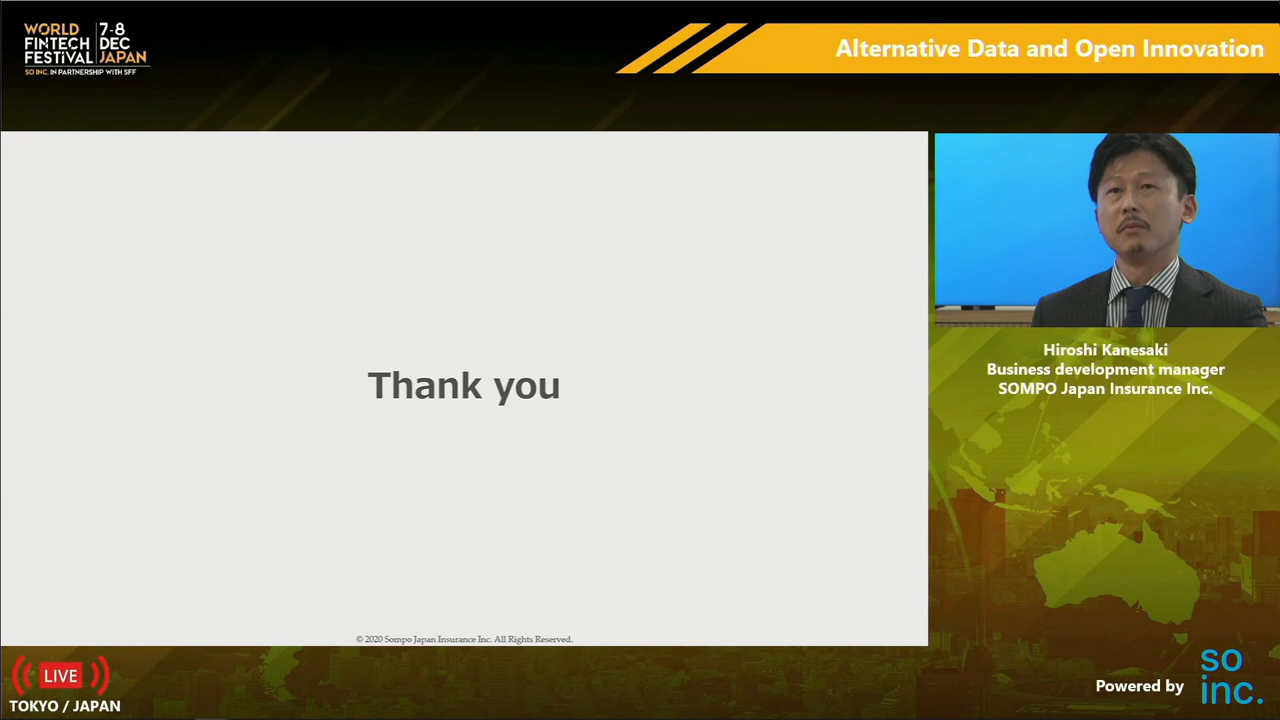 WORLD
FINTECH
FESTIVAL
7-8
DEC
JAPAN
SO INC. IN PARTNERSHIP WITH SFF
Alternative Data and Open Innovation
Thank you
© 2020 Sompo Japan Insurance Inc. All Rights Reserved.
Hiroshi Kanesaki
Business development manager
SOMPO Japan Insurance Inc.
LIVE
TOKYO / JAPAN
Powered by
so
inc.